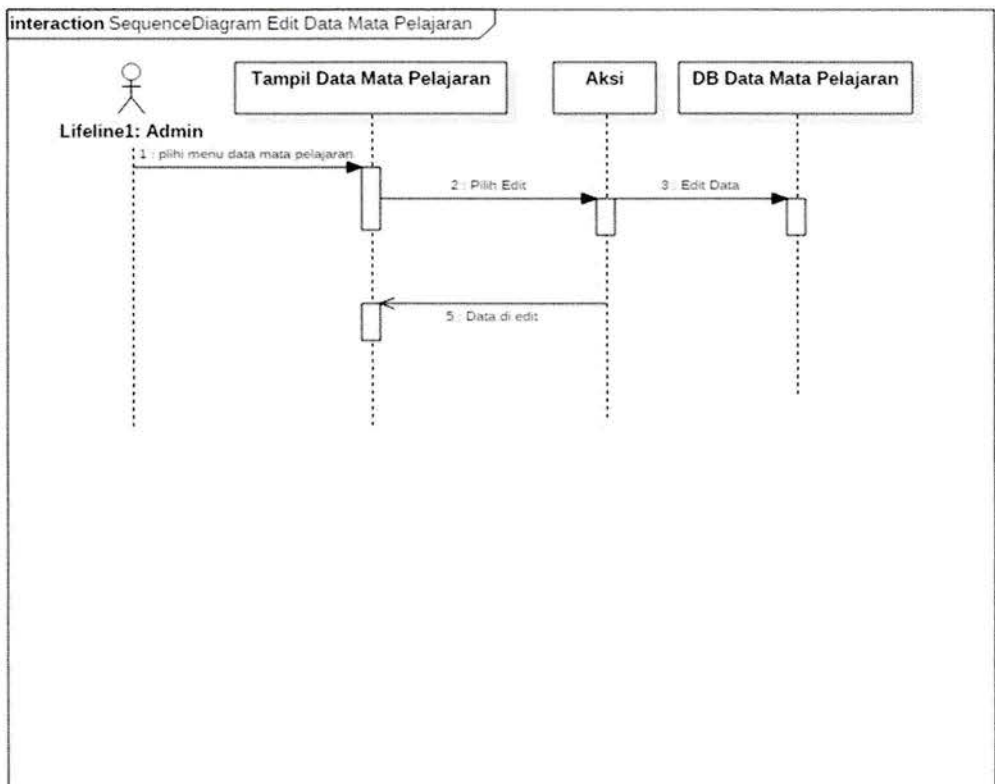 interaction SequenceDiagram Edit Data Mata Pelajaran
Tampil Data Mata Pelajaran
Aksi
DB Data Mata Pelajaran
Lifeline1: Admin
1 : plihi menu data mata pelajaran
2 : Pilih Edit
3 : Edit Data
5 : Data di edit